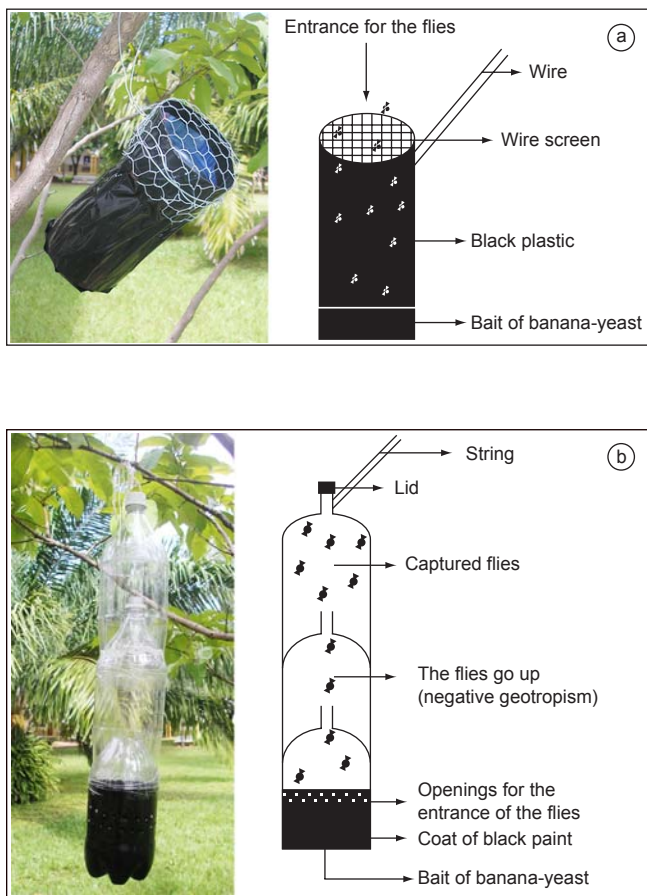 Entrance for the flies
a
Wire
Wire screen
Black plastic
Bait of banana-yeast
b
String
Lid
Captured flies
The flies go up
(negative geotropism)
Openings for the
entrance of the flies
Coat of black paint
Bait of banana-yeast